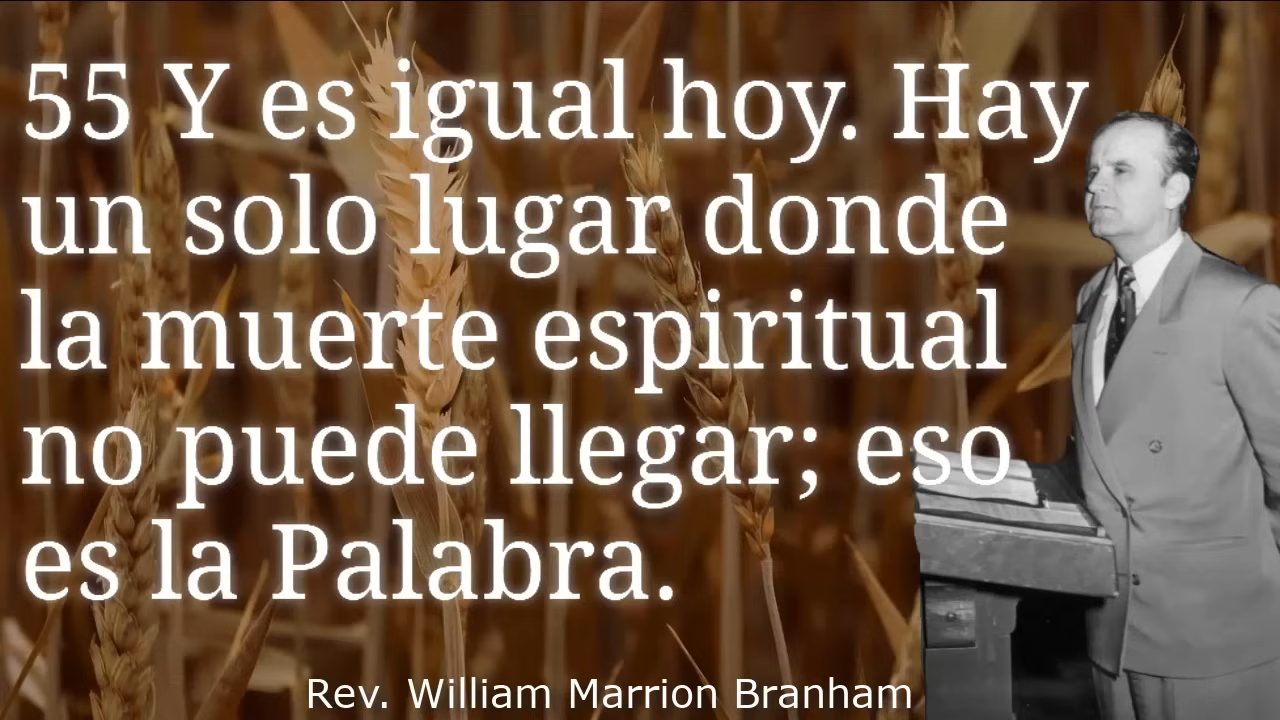 55 Y es igual hoy. Hay
un solo lugar donde
la muerte espiritual
no puede llegar; eso
es la Palabra.
Rev. William Marrion Branham